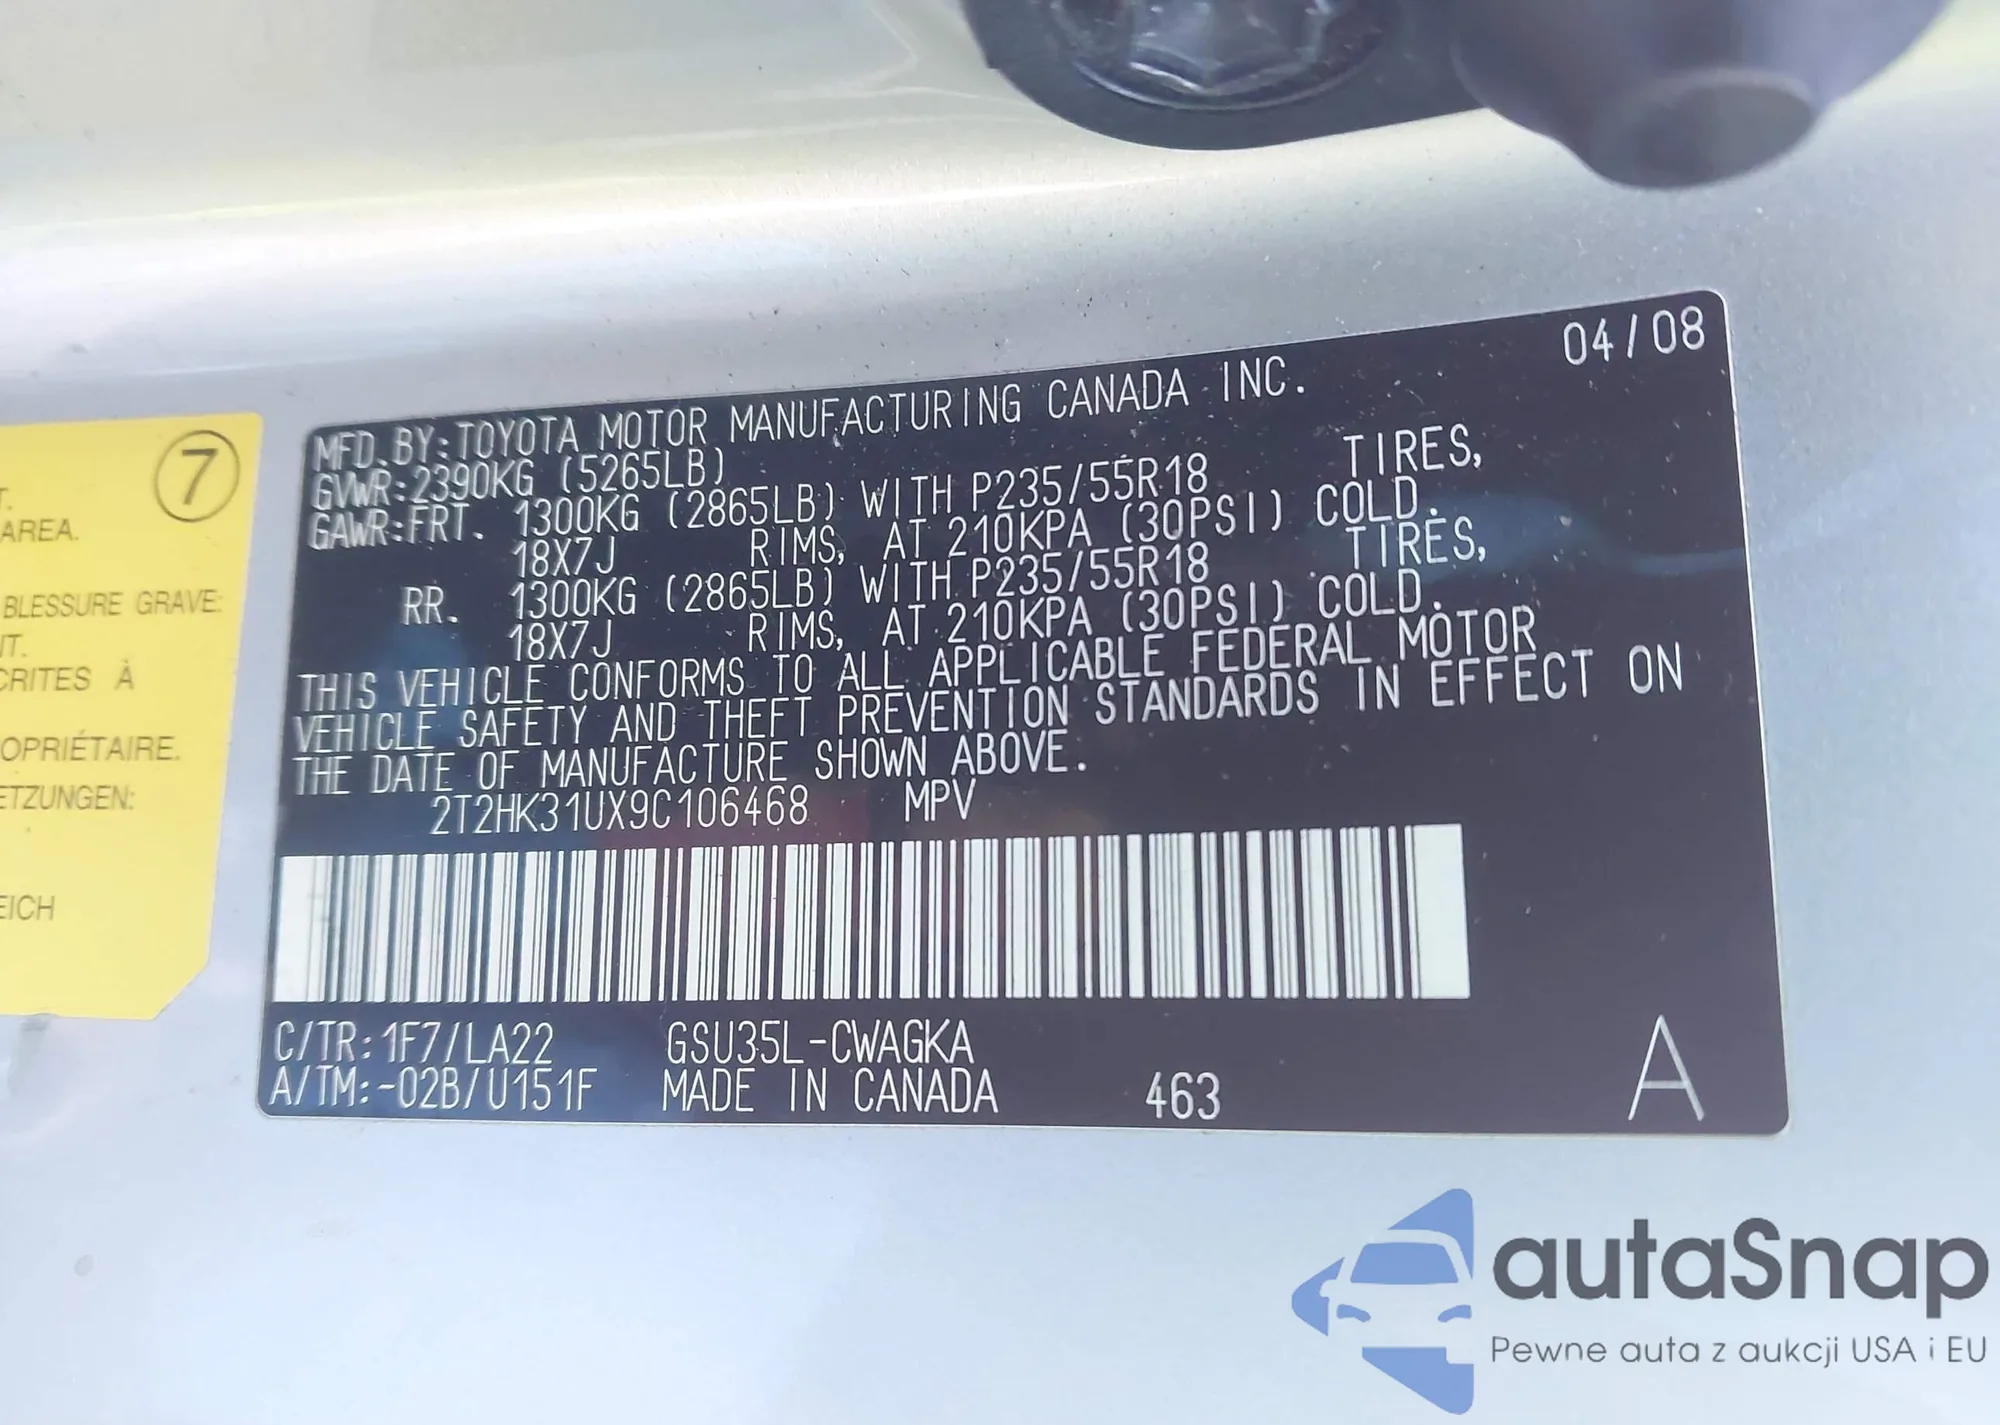 7
T.
AREA.
BLESSURE GRAVE:
NT.
CRITES À
OPRIÉTAIRE.
ETZUNGEN:
EICH
04/08
MFD.BY:TOYOTA MOTOR MANUFACTURING CANADA INC.
GVWR:2390KG (5265LB)
GAWR:FRT. 1300KG (2865LB) WITH P235/55R18 TIRES,
18X7J RIMS, AT 210KPA (30PSI) COLD.
RR. 1300KG (2865LB) WITH P235/55R18 TIRES,
18X7J RIMS, AT 210KPA (30PSI) COLD.
THIS VEHICLE CONFORMS TO ALL APPLICABLE FEDERAL MOTOR
VEHICLE SAFETY AND THEFT PREVENTION STANDARDS IN EFFECT ON
THE DATE OF MANUFACTURE SHOWN ABOVE.
2T2HK31UX9C106468 MPV
C/TR:1F7/LA22 GSU35L-CWAGKA
A/TM:-02B/U151F MADE IN CANADA 463 A
autaSnap
Pewne auta z aukcji USA i EU